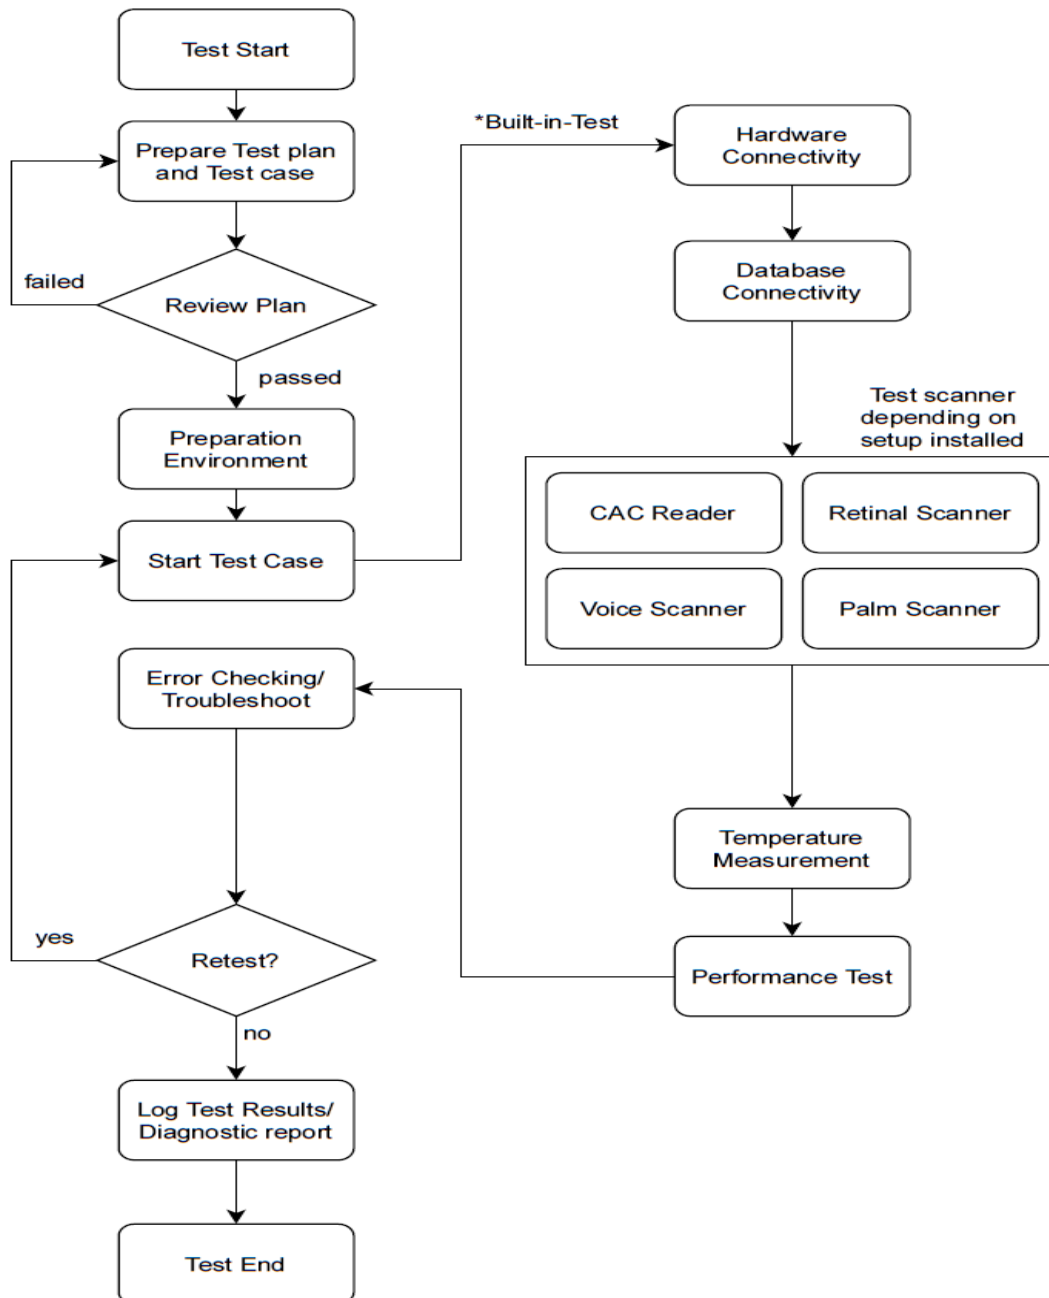 Test Start
Prepare Test plan
and Test case
failed
Review Plan
passed
Preparation
Environment
Start Test Case
*Built-in-Test
Hardware
Connectivity
Database
Connectivity
Test scanner
depending on
setup installed
CAC Reader
Retinal Scanner
Voice Scanner
Palm Scanner
Temperature
Measurement
Performance Test
Error Checking/
Troubleshoot
yes
Retest?
no
Log Test Results/
Diagnostic report
Test End